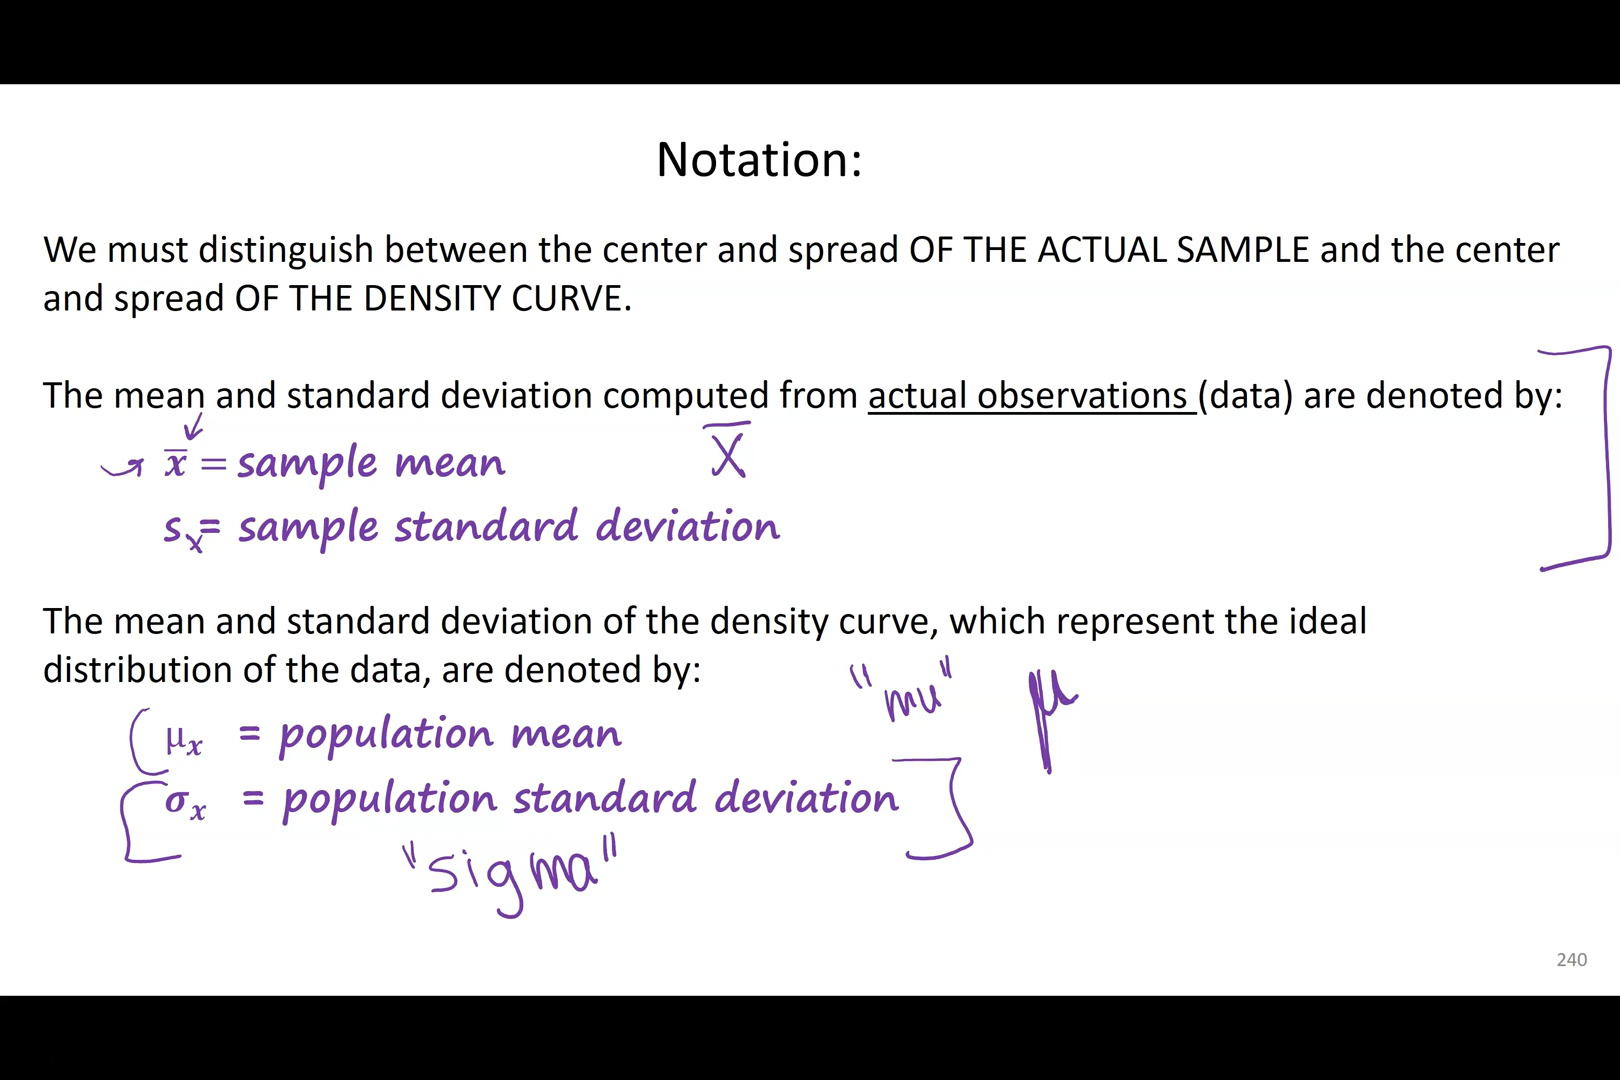 Notation:
We must distinguish between the center and spread OF THE ACTUAL SAMPLE and the center
and spread OF THE DENSITY CURVE.
The mean and standard deviation computed from actual observations (data) are denoted by:
x̄ = sample mean X̄
sₓ= sample standard deviation
The mean and standard deviation of the density curve, which represent the ideal
distribution of the data, are denoted by:
"mu" μ
μₓ = population mean
σₓ = population standard deviation
"sigma"
240